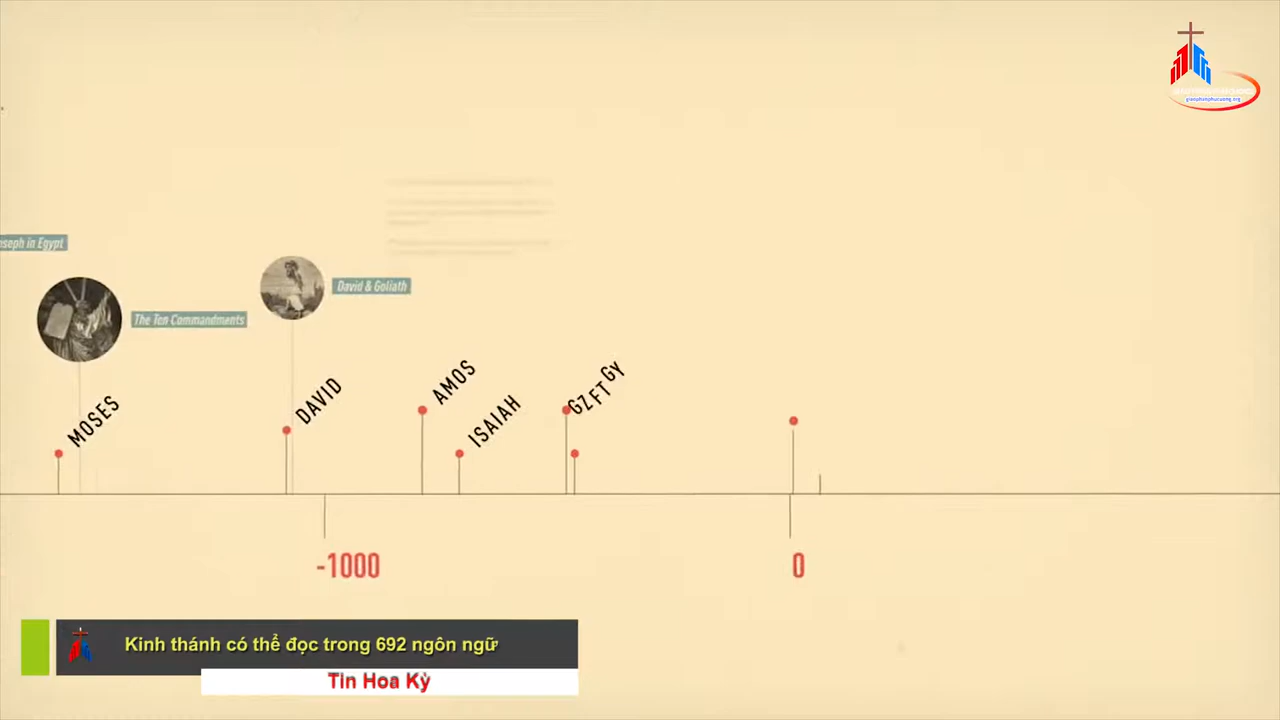 Joseph in Egypt
The Ten Commandments
David & Goliath
MOSES
DAVID
AMOS
ISAIAH
GZFTGY
-1000
0
Kinh thánh có thể đọc trong 692 ngôn ngữ
Tin Hoa Kỳ